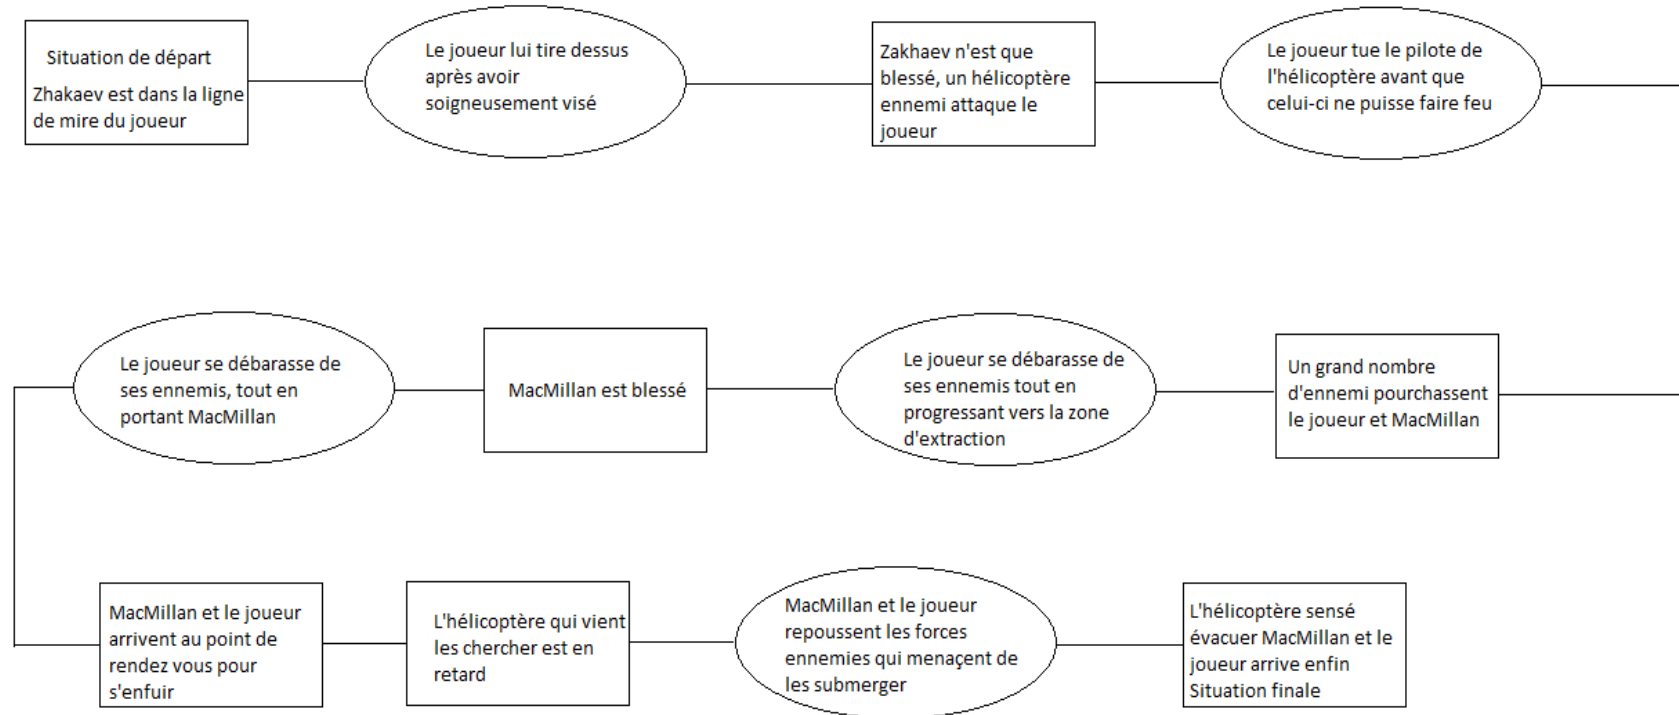 Situation de départ
Zhakaev est dans la ligne
de mire du joueur
Le joueur lui tire dessus
après avoir
soigneusement visé
Zakhaev n'est que
blessé, un hélicoptère
ennemi attaque le
joueur
Le joueur tue le pilote de
l'hélicoptère avant que
celui-ci ne puisse faire feu
Un grand nombre
d'ennemi pourchassent
le joueur et MacMillan
Le joueur se débarasse de
ses ennemis tout en
progressant vers la zone
d'extraction
MacMillan est blessé
Le joueur se débarasse de
ses ennemis, tout en
portant MacMillan
MacMillan et le joueur
arrivent au point de
rendez vous pour
s'enfuir
L'hélicoptère qui vient
les chercher est en
retard
MacMillan et le joueur
repoussent les forces
ennemies qui menaçent de
les submerger
L'hélicoptère sensé
évacuer MacMillan et le
joueur arrive enfin
Situation finale